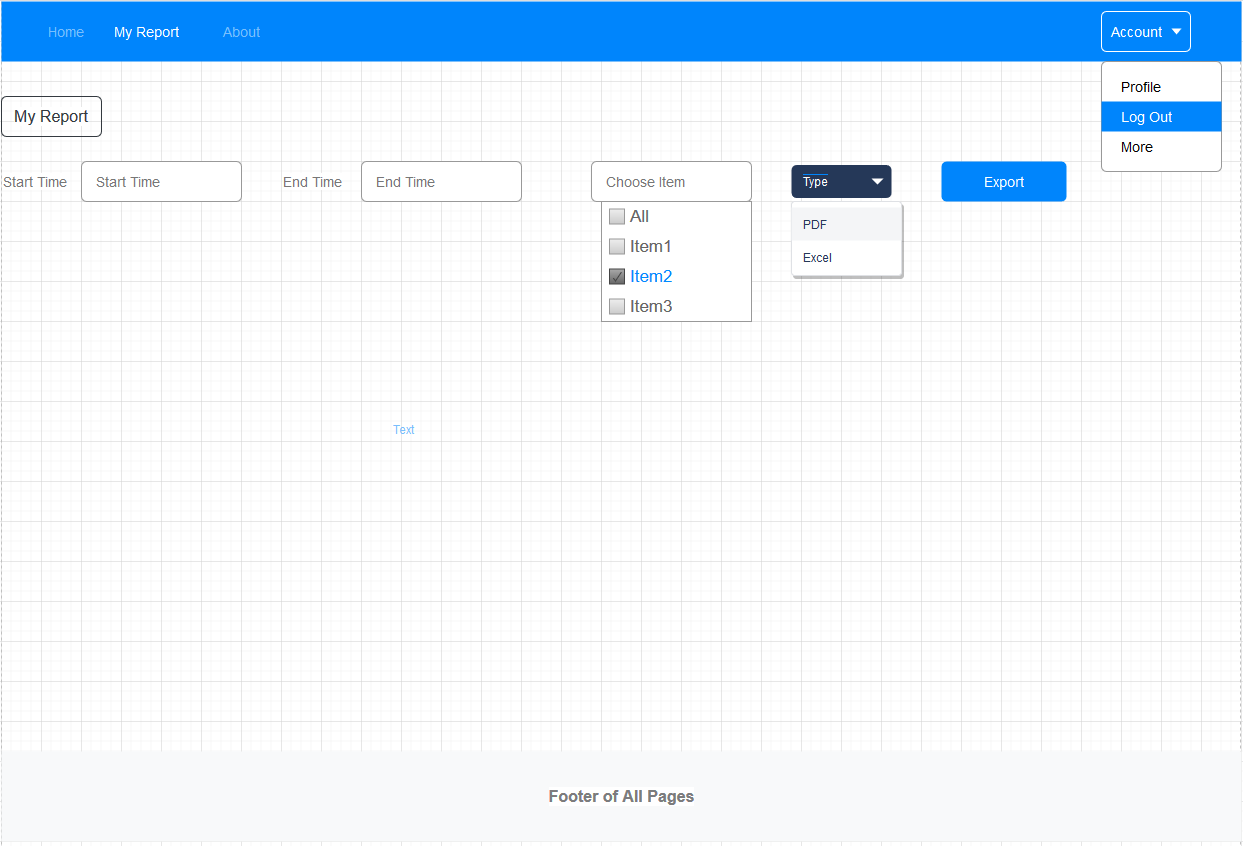 Home My Report About Account
Profile
Log Out
More
My Report
Start Time Start Time End Time End Time Choose Item Type Export
All
Item1
Item2
Item3
PDF
Excel
Text
Footer of All Pages